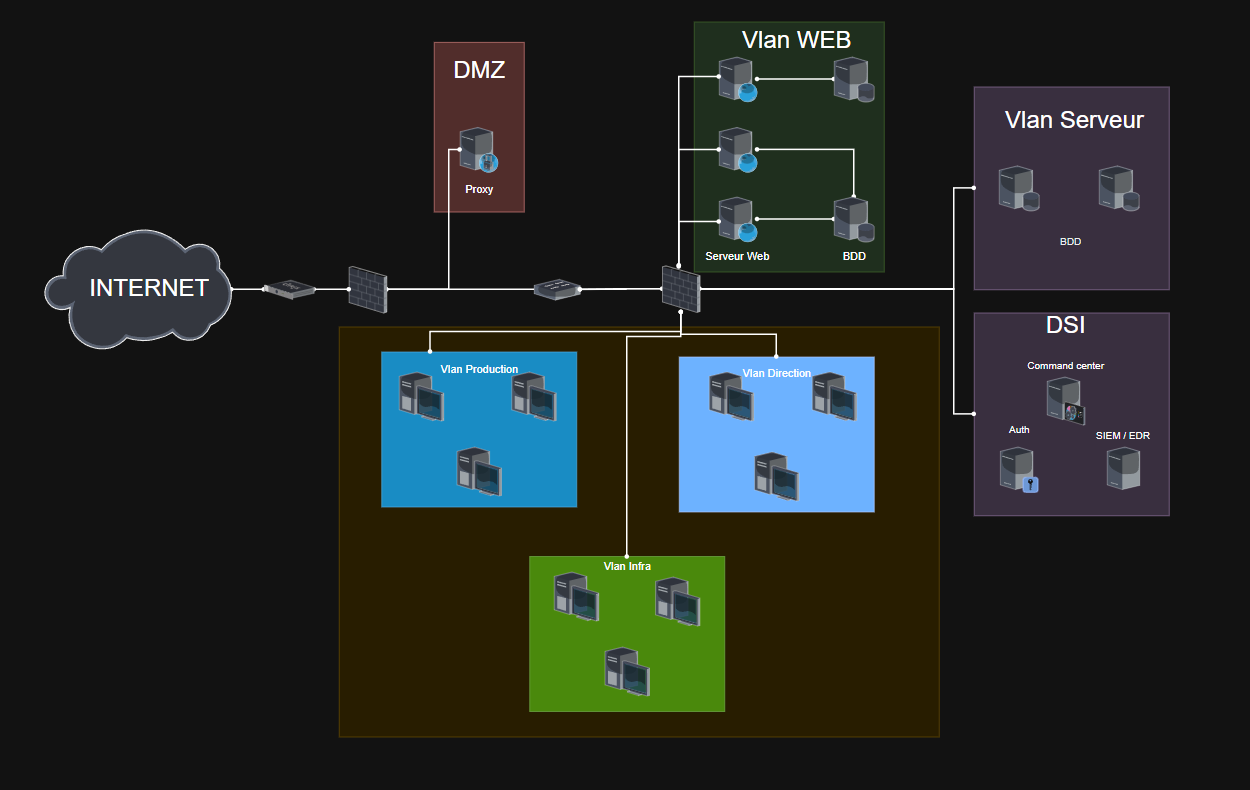 Vlan WEB
DMZ
Proxy
Serveur Web
BDD
Vlan Serveur
BDD
INTERNET
DSI
Command center
Auth
SIEM / EDR
Vlan Production
Vlan Direction
Vlan Infra